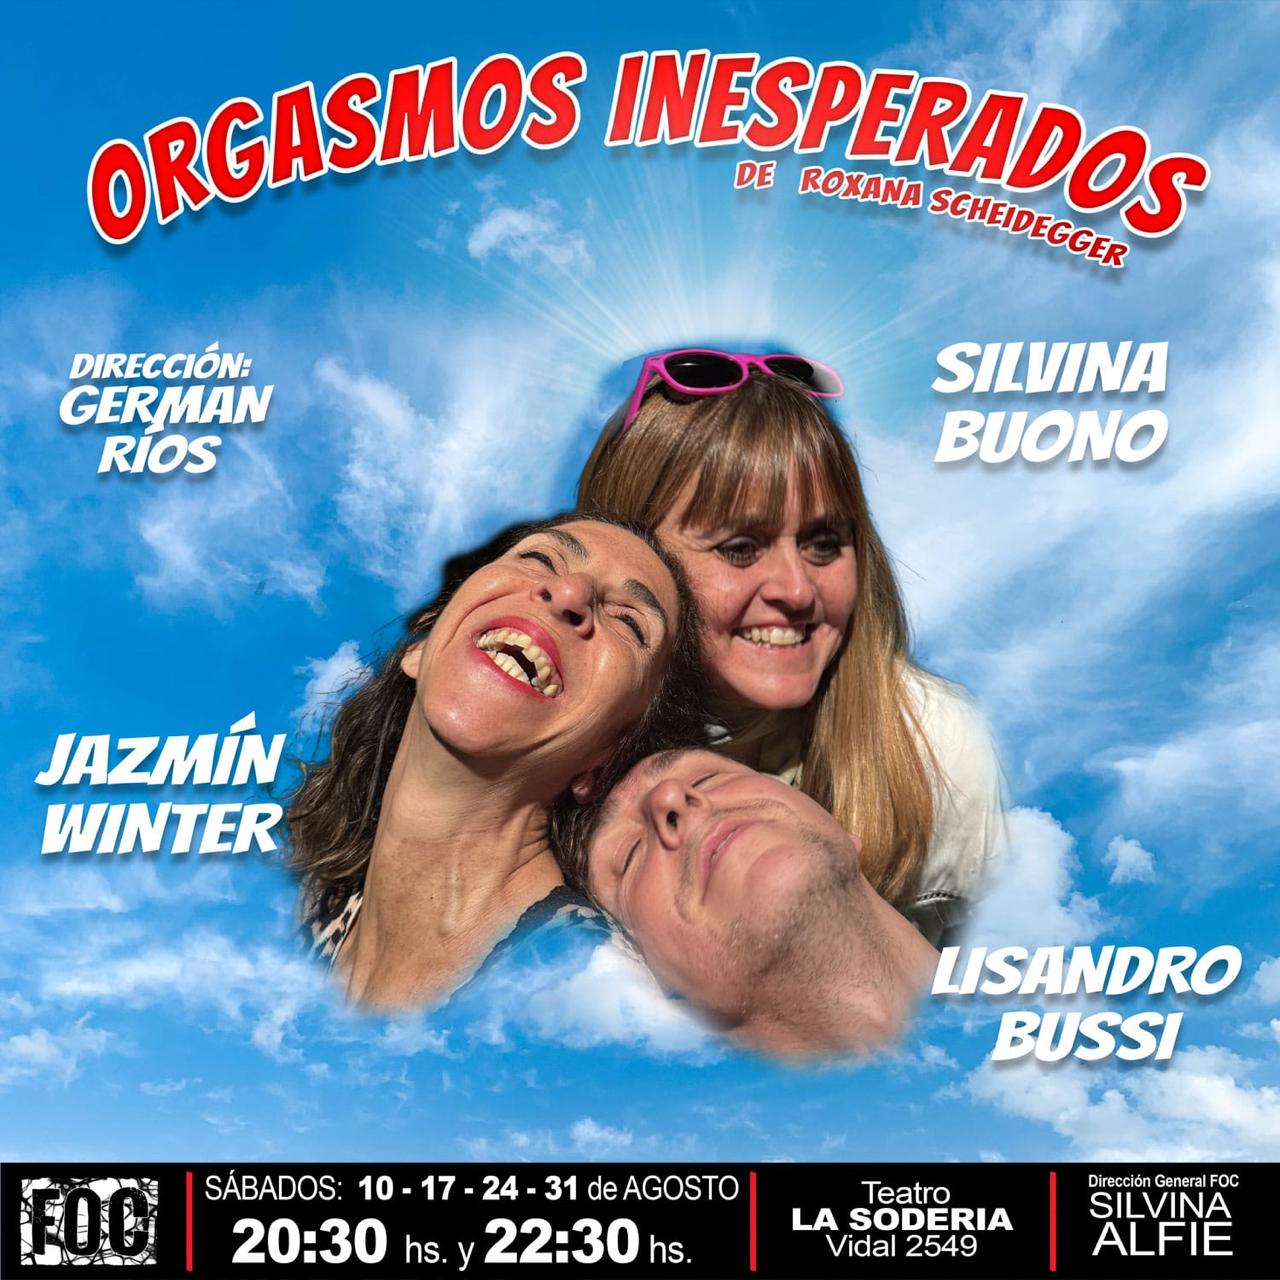 ORGASMOS INESPERADOS
DE ROXANA SCHEIDEGGER
DIRECCIÓN:
GERMAN
RÍOS
SILVINA
BUONO
JAZMÍN
WINTER
LISANDRO
BUSSI
FOC
SÁBADOS: 10 - 17 - 24 - 31 de AGOSTO
20:30 hs. y 22:30 hs.
Teatro
LA SODERIA
Vidal 2549
Dirección General FOC
SILVINA
ALFIE